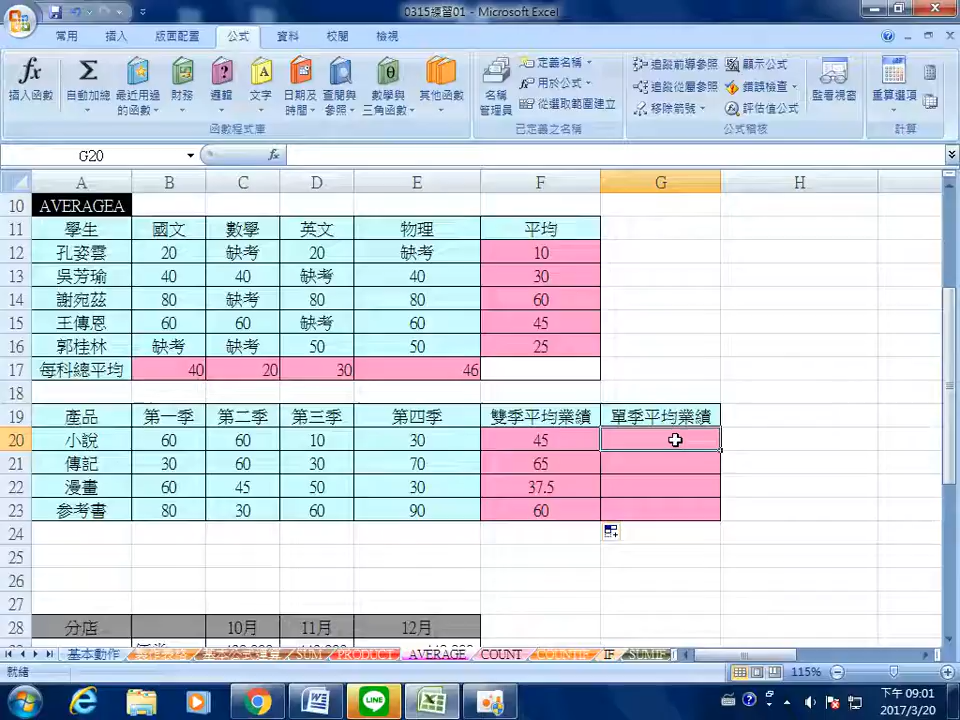 0315練習01 - Microsoft Excel
常用 插入 版面配置 公式 資料 校閱 檢視
插入函數 自動加總 最近用過的函數 財務 邏輯 文字 日期及時間 查閱與參照 數學與三角函數 其他函數 名稱管理員 定義名稱 用於公式 從選取範圍建立 追蹤前導參照 追蹤從屬參照 移除箭號 顯示公式 錯誤檢查 評估值公式 監看視窗 重算選項
函數程式庫 已定義之名稱 公式稽核 計算
G20 fx
A B C D E F G H
10 AVERAGEA
11 學生 國文 數學 英文 物理 平均
12 孔姿雲 20 缺考 20 缺考 10
13 吳芳瑜 40 40 缺考 40 30
14 謝宛茲 80 缺考 80 80 60
15 王傳恩 60 60 缺考 60 45
16 郭桂林 缺考 缺考 50 50 25
17 每科總平均 40 20 30 46
18
19 產品 第一季 第二季 第三季 第四季 雙季平均業績 單季平均業績
20 小說 60 60 10 30 45
21 傳記 30 60 30 70 65
22 漫畫 60 45 50 30 37.5
23 參考書 80 30 60 90 60
24
25
26
27
28 分店 10月 11月 12月
基本動作 製作表格 基本公式運算 SUM PRODUCT AVERAGE COUNT COUNTIF IF SUMIF
就緒 115%
下午 09:01
2017/3/20